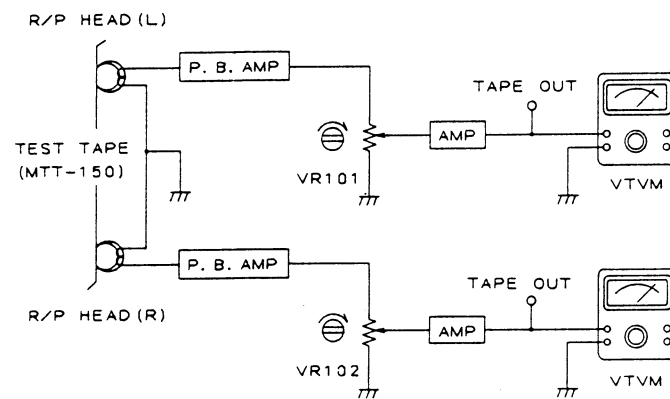 R/P HEAD (L)
P. B. AMP
TAPE OUT
TEST TAPE
(MTT-150)
AMP
VR101
VTVM
P. B. AMP
TAPE OUT
R/P HEAD (R)
AMP
VR102
VTVM